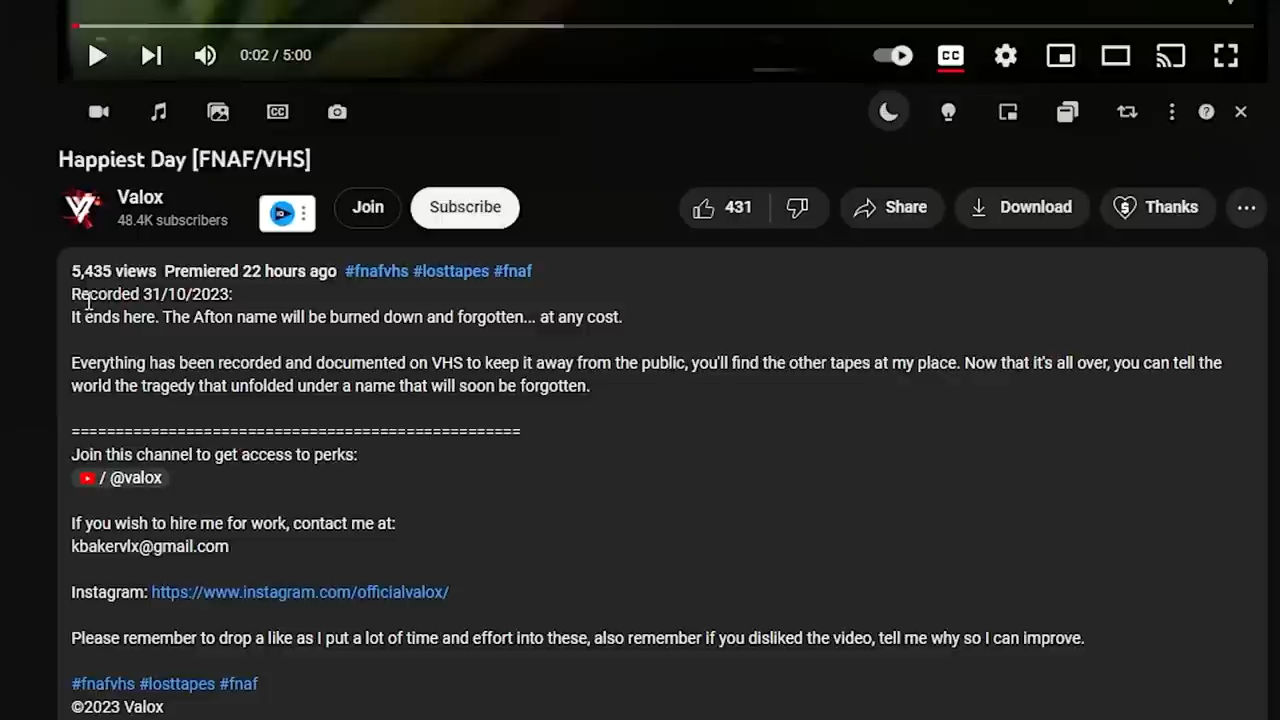 0:02 / 5:00
CC
CC
Happiest Day [FNAF/VHS]
Valox
48.4K subscribers
Join
Subscribe
431
Share
Download
Thanks
5,435 views Premiered 22 hours ago #fnafvhs #losttapes #fnaf
Recorded 31/10/2023:
It ends here. The Afton name will be burned down and forgotten... at any cost.
Everything has been recorded and documented on VHS to keep it away from the public, you'll find the other tapes at my place. Now that it's all over, you can tell the
world the tragedy that unfolded under a name that will soon be forgotten.
===================================================
Join this channel to get access to perks:
/ @valox
If you wish to hire me for work, contact me at:
kbakervlx@gmail.com
Instagram: https://www.instagram.com/officialvalox/
Please remember to drop a like as I put a lot of time and effort into these, also remember if you disliked the video, tell me why so I can improve.
#fnafvhs #losttapes #fnaf
©2023 Valox